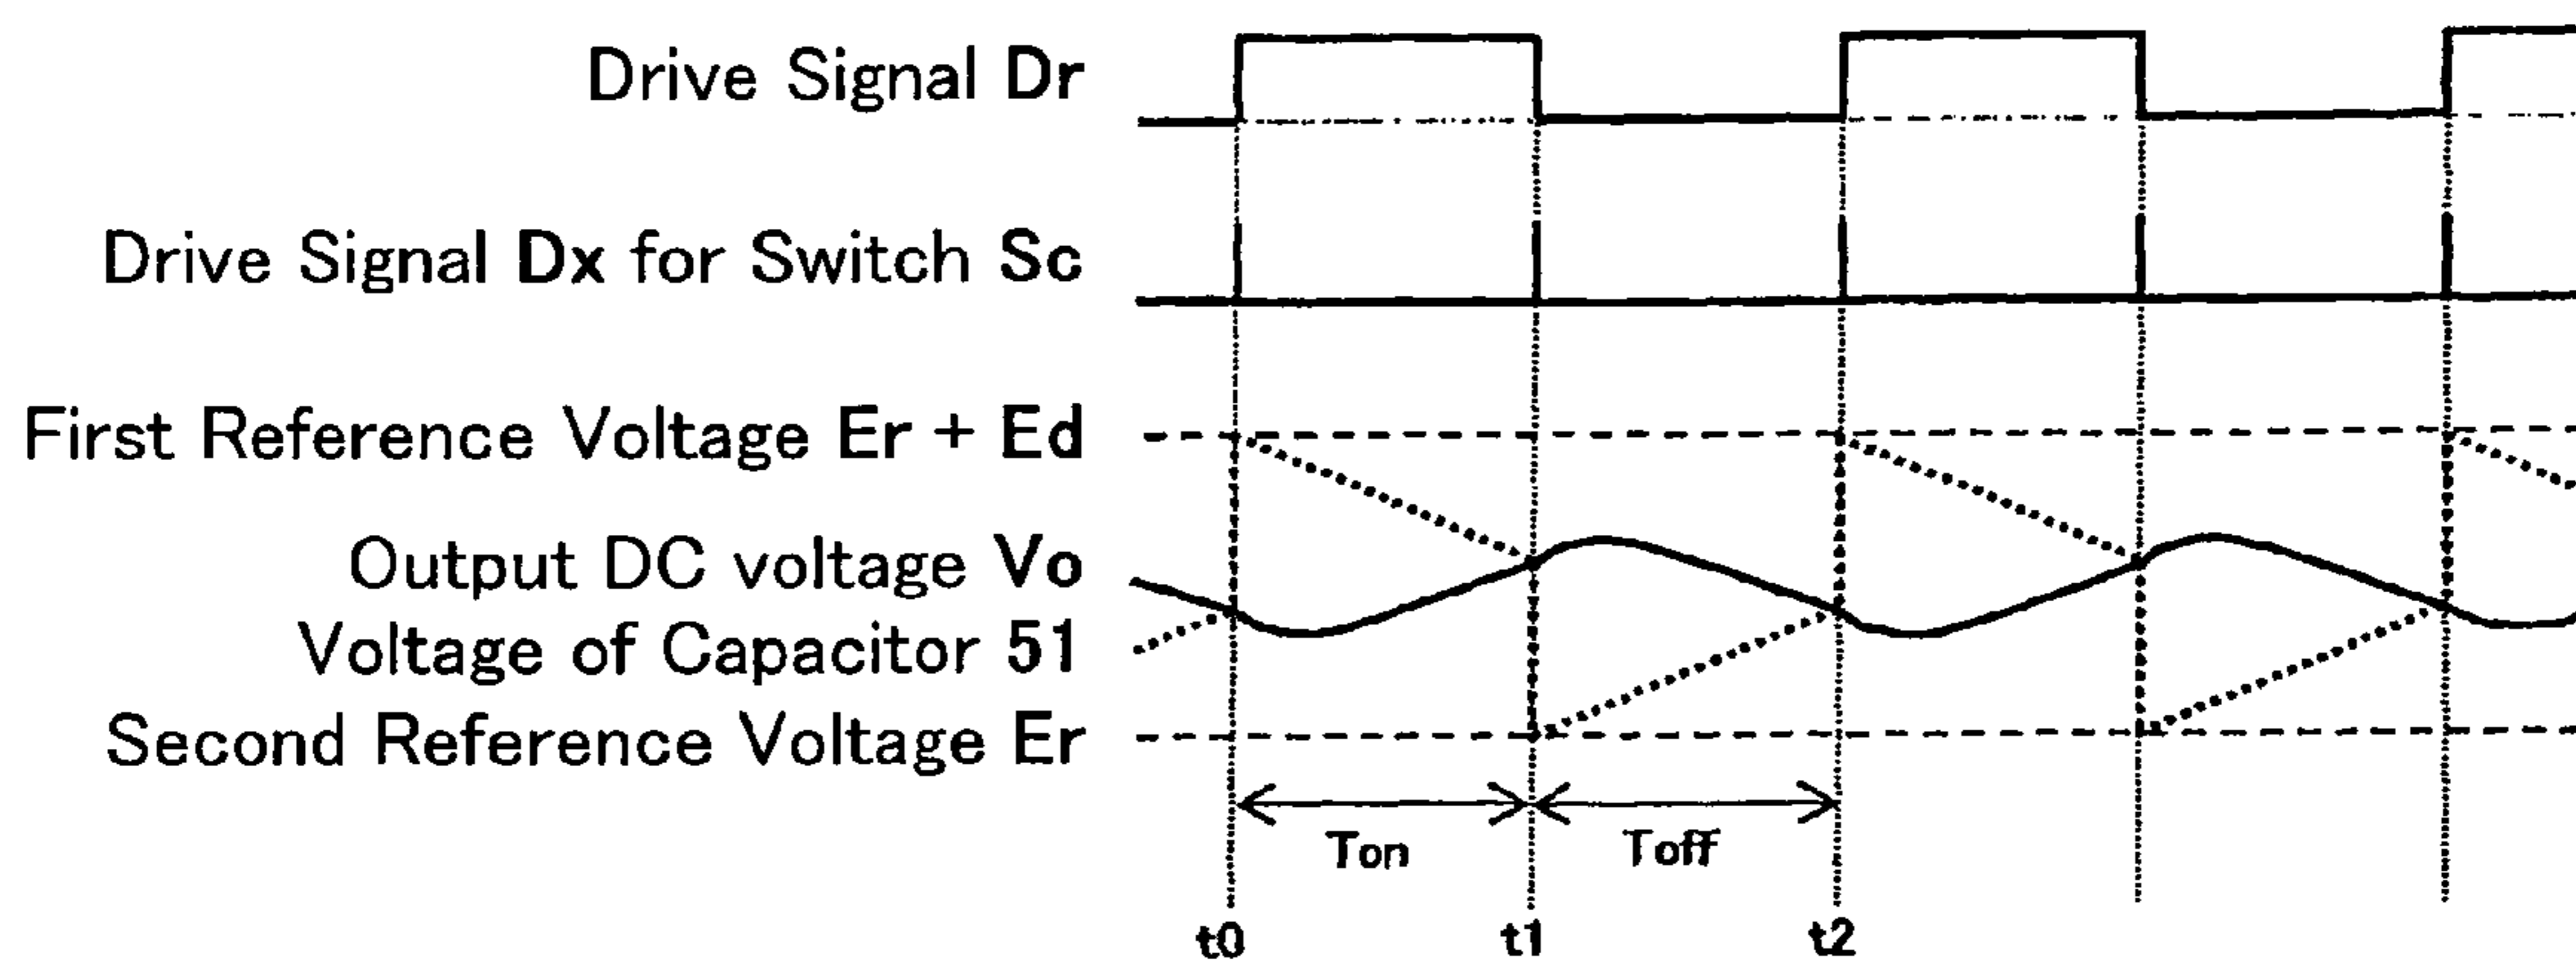 Drive Signal Dr
Drive Signal Dx for Switch Sc
First Reference Voltage Er + Ed
Output DC voltage Vo
Voltage of Capacitor 51
Second Reference Voltage Er
Ton Toff
t0 t1 t2